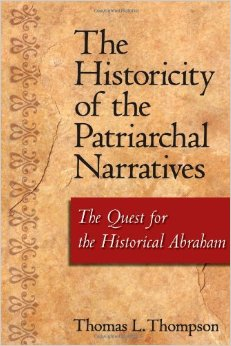 The
Historicity
of the
Patriarchal
Narratives
The Quest for
the Historical Abraham
Thomas L. Thompson